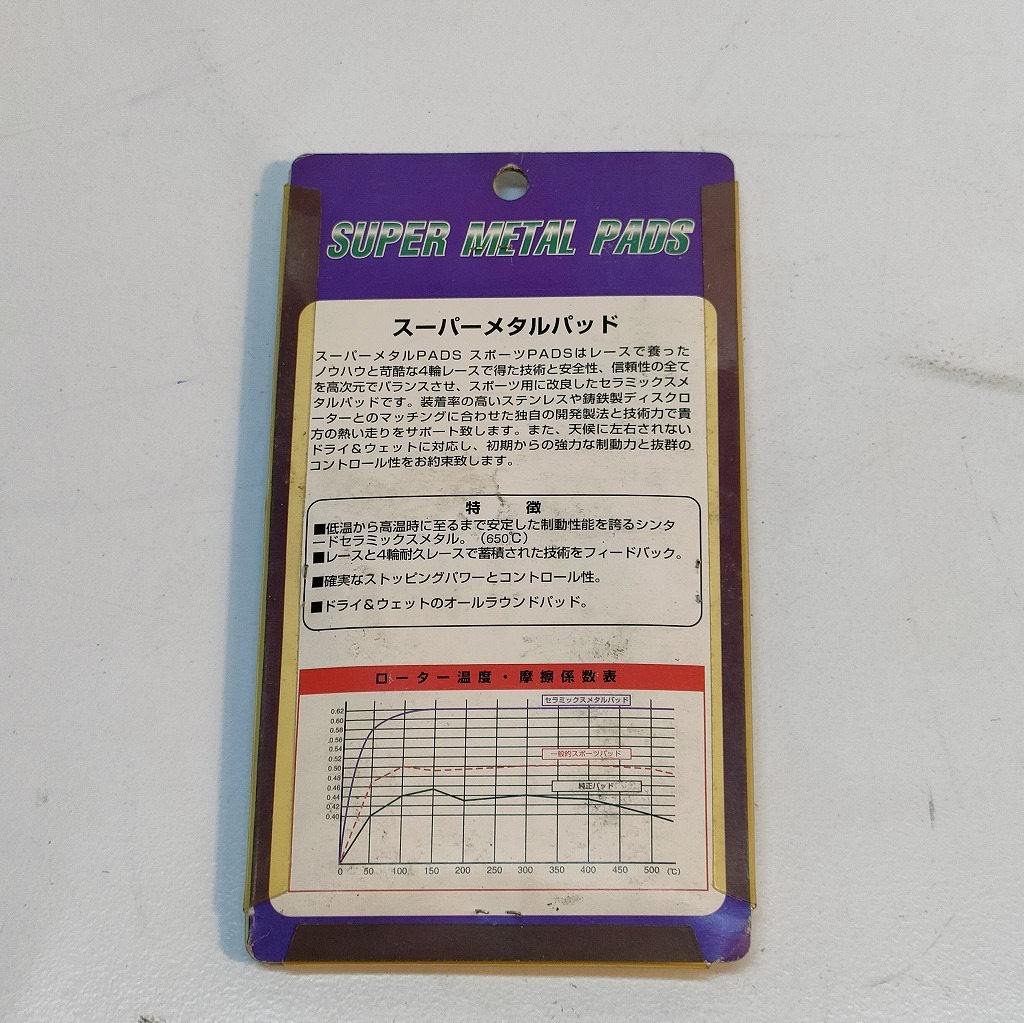 SUPER METAL PADS
スーパーメタルパッド
スーパーメタルPADS スポーツPADSはレースで養った
ノウハウと苛酷な4輪レースで得た技術と安全性、信頼性の全て
を高次元でバランスさせ、スポーツ用に改良したセラミックスメ
タルパッドです。装着率の高いステンレスや鋳鉄製ディスクロ
ーターとのマッチングに合わせた独自の開発製法と技術力で貴
方の熱い走りをサポート致します。また、天候に左右されない
ドライ&ウェットに対応し、初期からの強力な制動力と抜群の
コントロール性をお約束致します。
特 徴
■低温から高温時に至るまで安定した制動性能を誇るシンタ
ードセラミックスメタル。(650℃)
■レースと4輪耐久レースで蓄積された技術をフィードバック。
■確実なストッピングパワーとコントロール性。
■ドライ&ウェットのオールラウンドパッド。
ローター温度・摩擦係数表
セラミックスメタルパッド
0.62
0.60
0.58
0.56
0.54
一般的スポーツパッド
0.52
0.50
0.48
純正パッド
0.46
0.44
0.42
0.40
0 50 100 150 200 250 300 350 400 450 500 (℃)